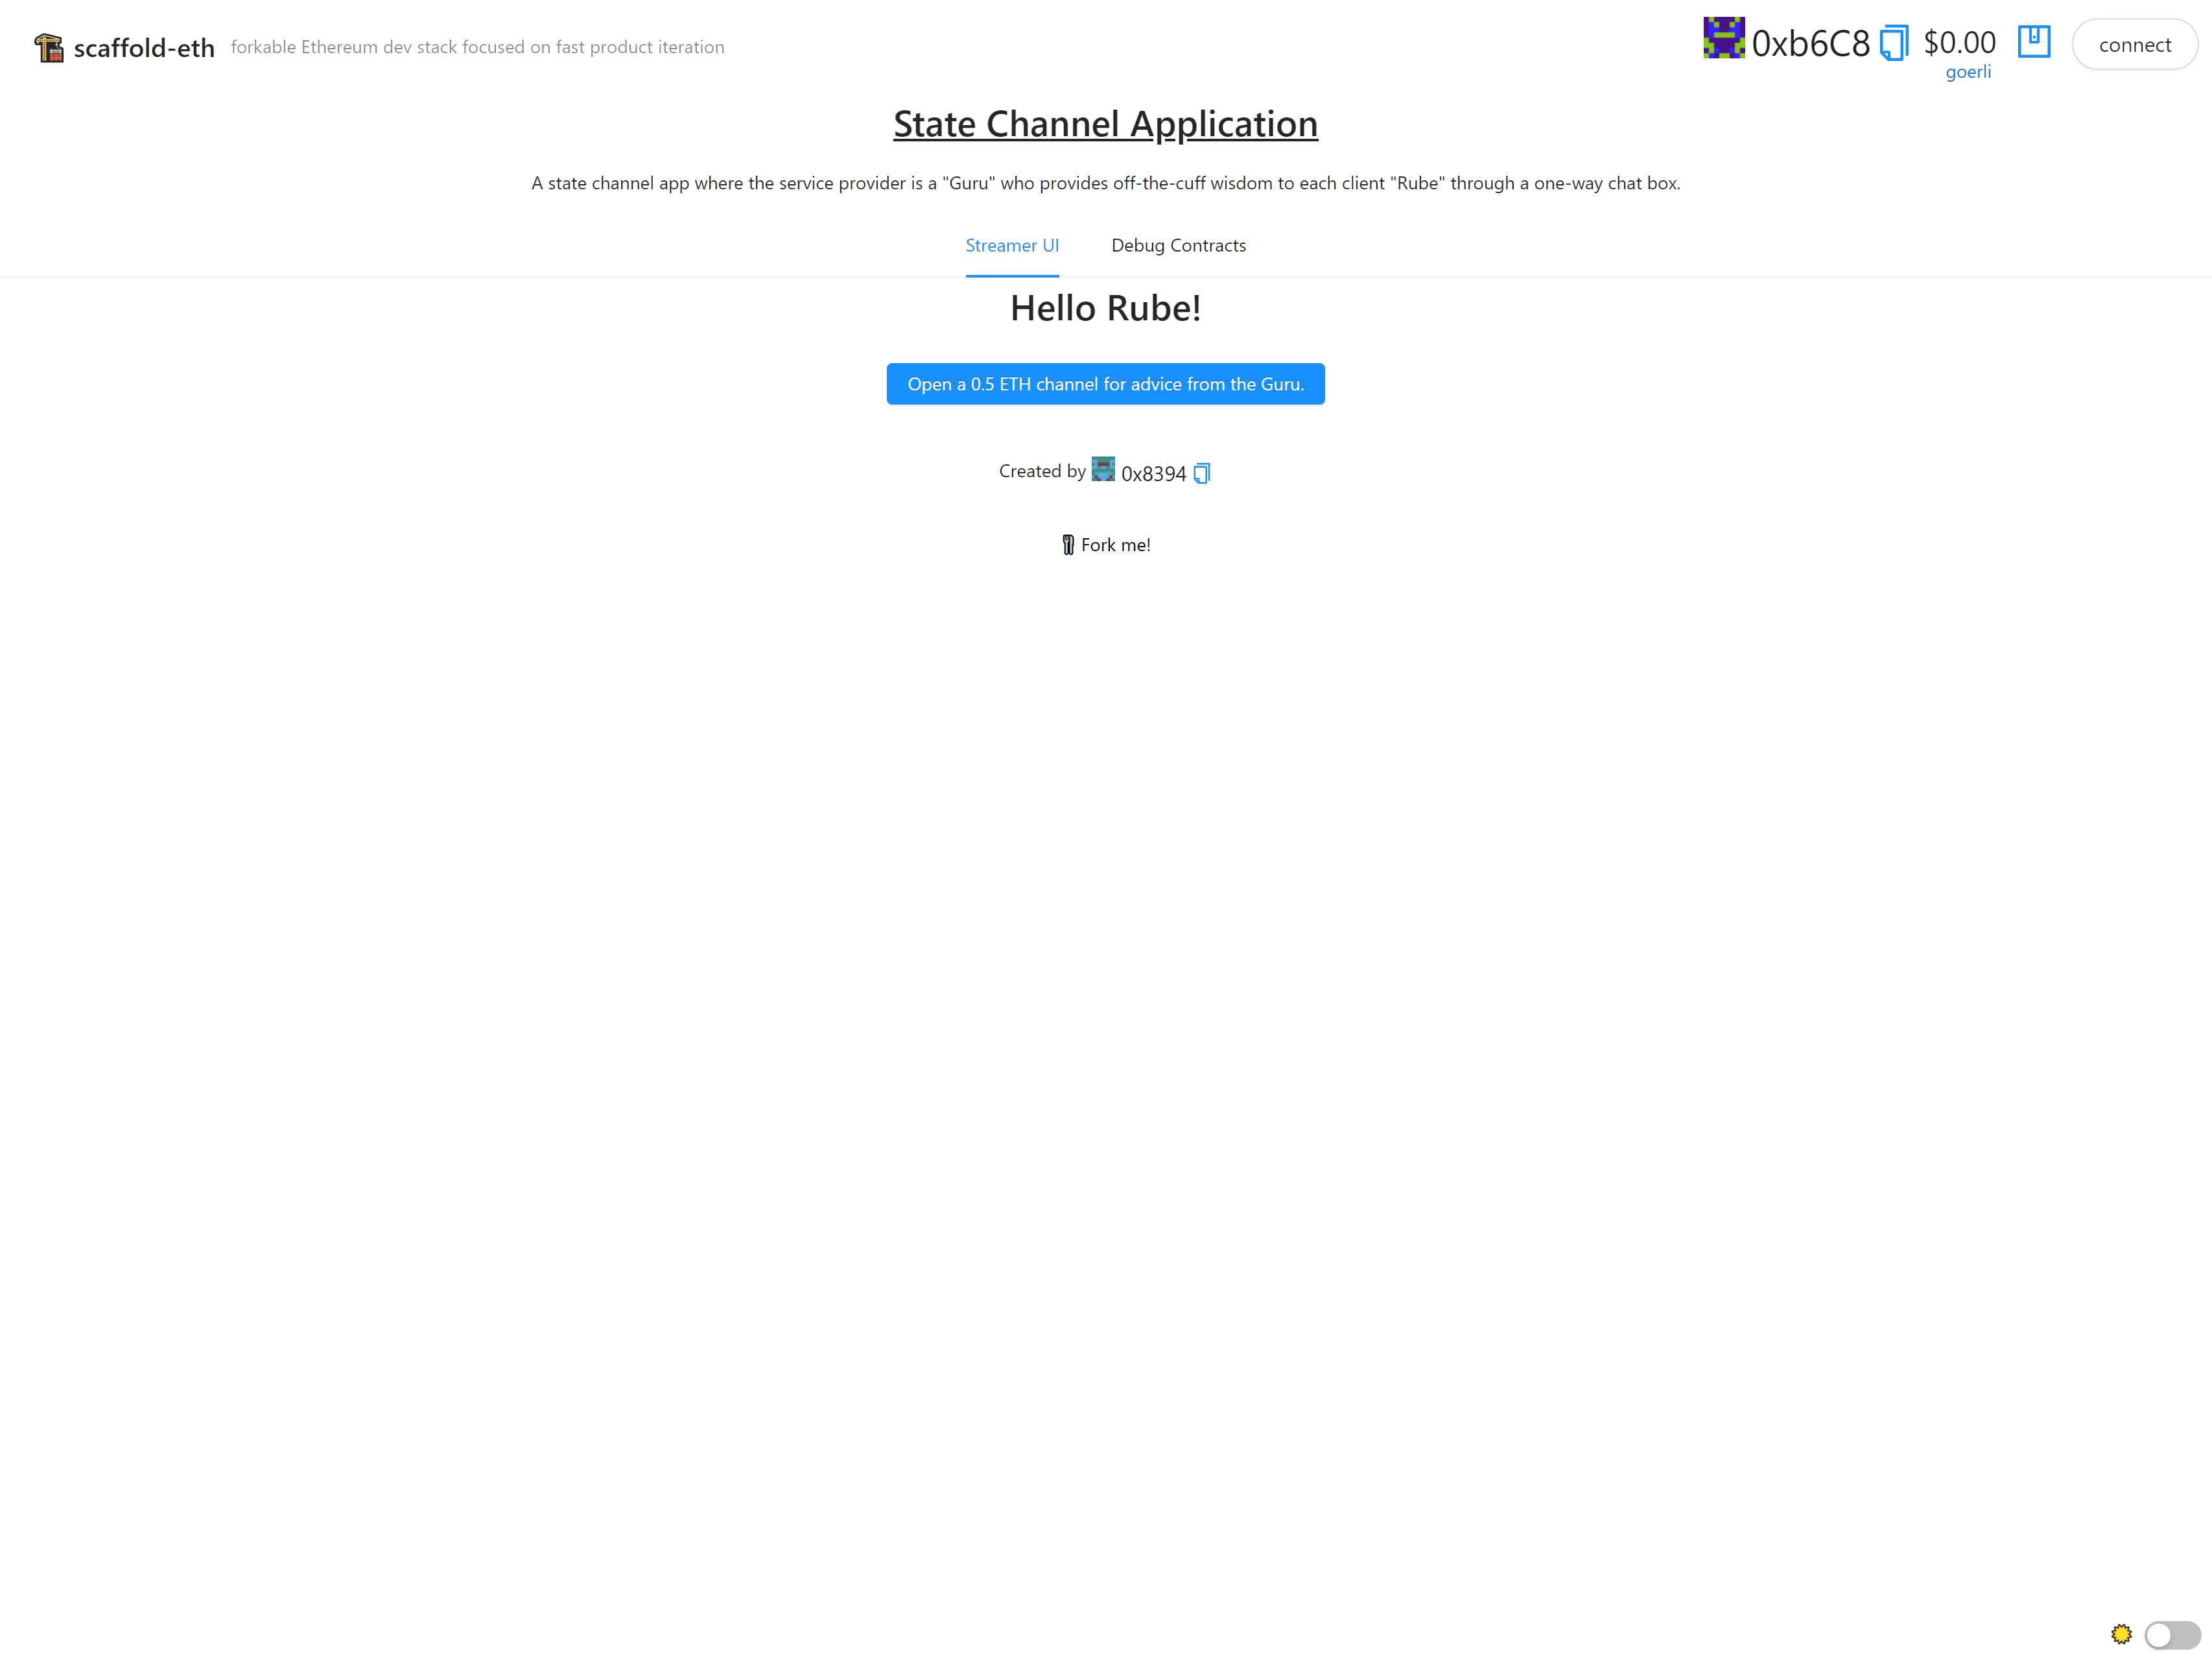 scaffold-eth forkable Ethereum dev stack focused on fast product iteration
0xb6C8 $0.00 connect
goerli
State Channel Application
A state channel app where the service provider is a "Guru" who provides off-the-cuff wisdom to each client "Rube" through a one-way chat box.
Streamer UI Debug Contracts
Hello Rube!
Open a 0.5 ETH channel for advice from the Guru.
Created by 0x8394
Fork me!